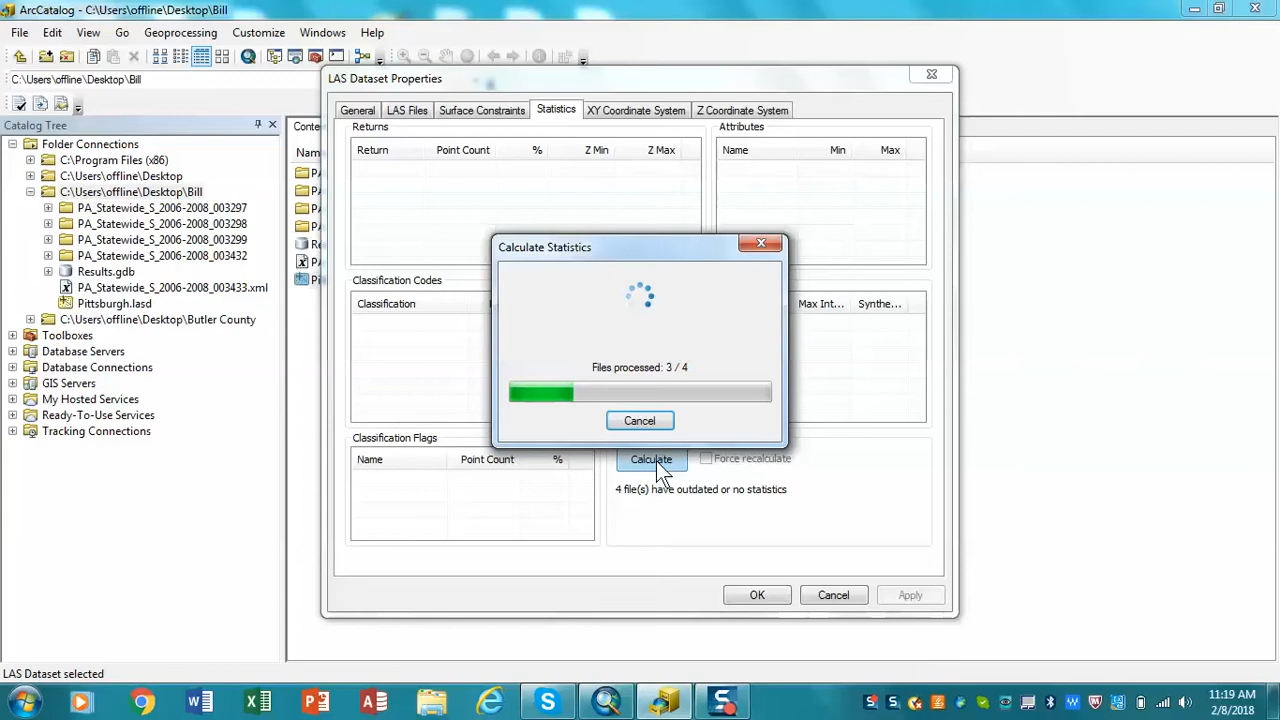 ArcCatalog - C:\Users\offline\Desktop\Bill
File Edit View Go Geoprocessing Customize Windows Help
C:\Users\offline\Desktop\Bill
Catalog Tree
Folder Connections
C:\Program Files (x86)
C:\Users\offline\Desktop
C:\Users\offline\Desktop\Bill
PA_Statewide_S_2006-2008_003297
PA_Statewide_S_2006-2008_003298
PA_Statewide_S_2006-2008_003299
PA_Statewide_S_2006-2008_003432
Results.gdb
PA_Statewide_S_2006-2008_003433.xml
Pittsburgh.lasd
C:\Users\offline\Desktop\Butler County
Toolboxes
Database Servers
Database Connections
GIS Servers
My Hosted Services
Ready-To-Use Services
Tracking Connections
LAS Dataset Properties
General LAS Files Surface Constraints Statistics XY Coordinate System Z Coordinate System
Returns Attributes
Return Point Count % Z Min Z Max Name Min Max
Calculate Statistics
Files processed: 3 / 4
Cancel
Classification Codes
Classification Max Int... Synthe...
Classification Flags
Name Point Count %
Calculate Force recalculate
4 file(s) have outdated or no statistics
OK Cancel Apply
LAS Dataset selected
11:19 AM
2/8/2018